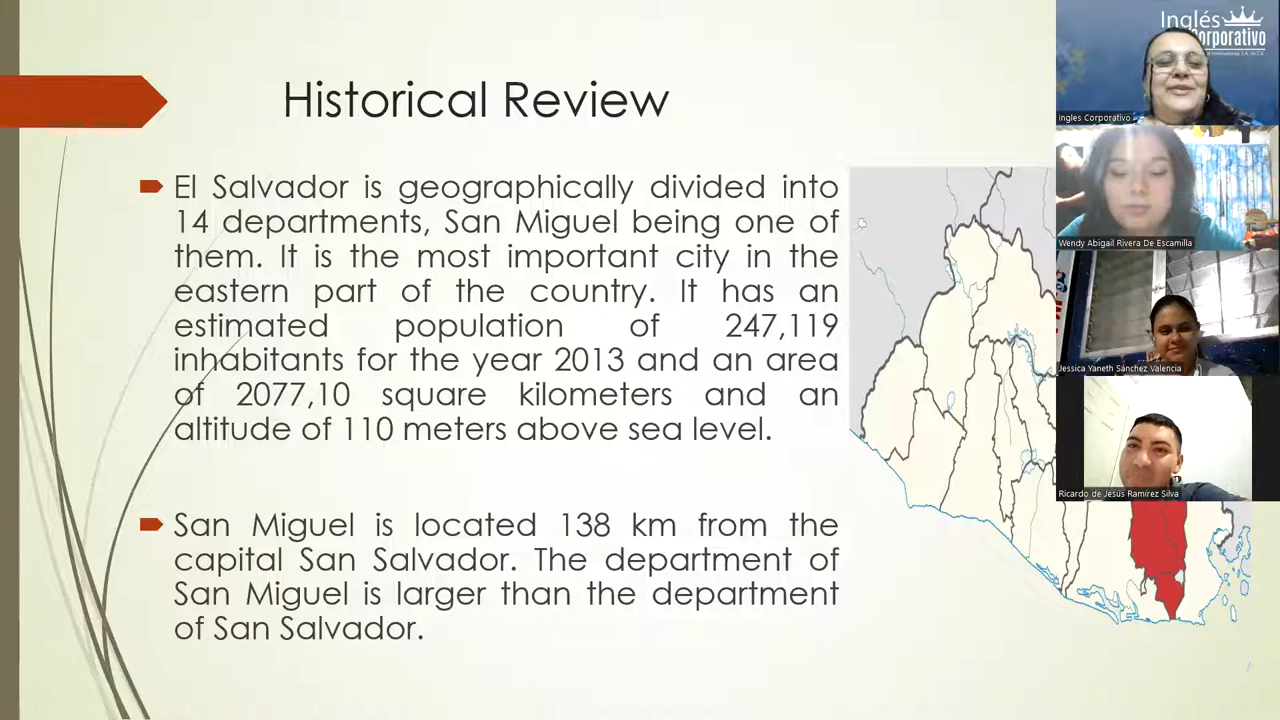 Historical Review
El Salvador is geographically divided into
14 departments, San Miguel being one of
them. It is the most important city in the
eastern part of the country. It has an
estimated population of 247,119
inhabitants for the year 2013 and an area
of 2077,10 square kilometers and an
altitude of 110 meters above sea level.
San Miguel is located 138 km from the
capital San Salvador. The department of
San Miguel is larger than the department
of San Salvador.
Inglés
Corporativo
Ingles Corporativo
Wendy Abigail Rivera De Escamilla
Jessica Yaneth Sánchez Valencia
Ricardo de Jesús Ramírez Silva